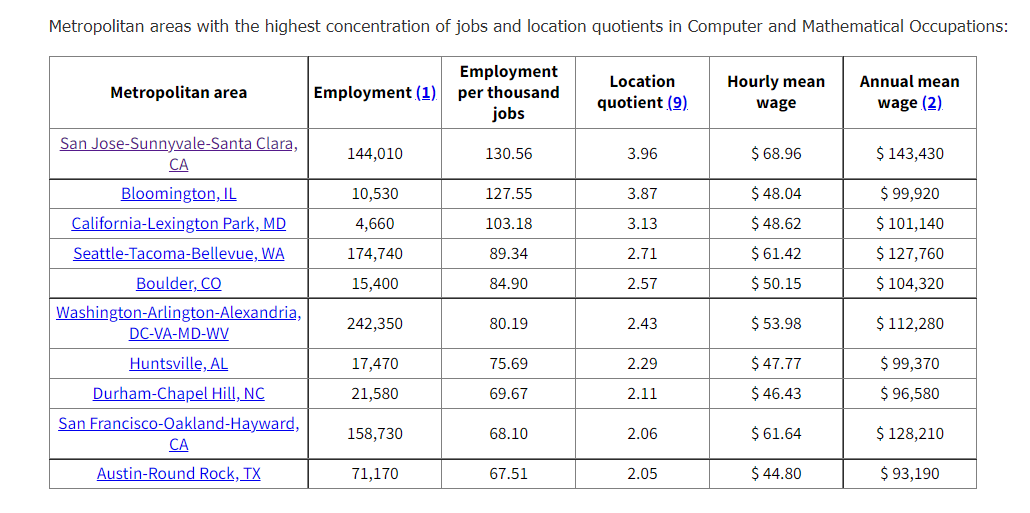 Metropolitan areas with the highest concentration of jobs and location quotients in Computer and Mathematical Occupations:
Metropolitan area Employment (1) Employment per thousand jobs Location quotient (9) Hourly mean wage Annual mean wage (2)
San Jose-Sunnyvale-Santa Clara, CA 144,010 130.56 3.96 $ 68.96 $ 143,430
Bloomington, IL 10,530 127.55 3.87 $ 48.04 $ 99,920
California-Lexington Park, MD 4,660 103.18 3.13 $ 48.62 $ 101,140
Seattle-Tacoma-Bellevue, WA 174,740 89.34 2.71 $ 61.42 $ 127,760
Boulder, CO 15,400 84.90 2.57 $ 50.15 $ 104,320
Washington-Arlington-Alexandria, DC-VA-MD-WV 242,350 80.19 2.43 $ 53.98 $ 112,280
Huntsville, AL 17,470 75.69 2.29 $ 47.77 $ 99,370
Durham-Chapel Hill, NC 21,580 69.67 2.11 $ 46.43 $ 96,580
San Francisco-Oakland-Hayward, CA 158,730 68.10 2.06 $ 61.64 $ 128,210
Austin-Round Rock, TX 71,170 67.51 2.05 $ 44.80 $ 93,190